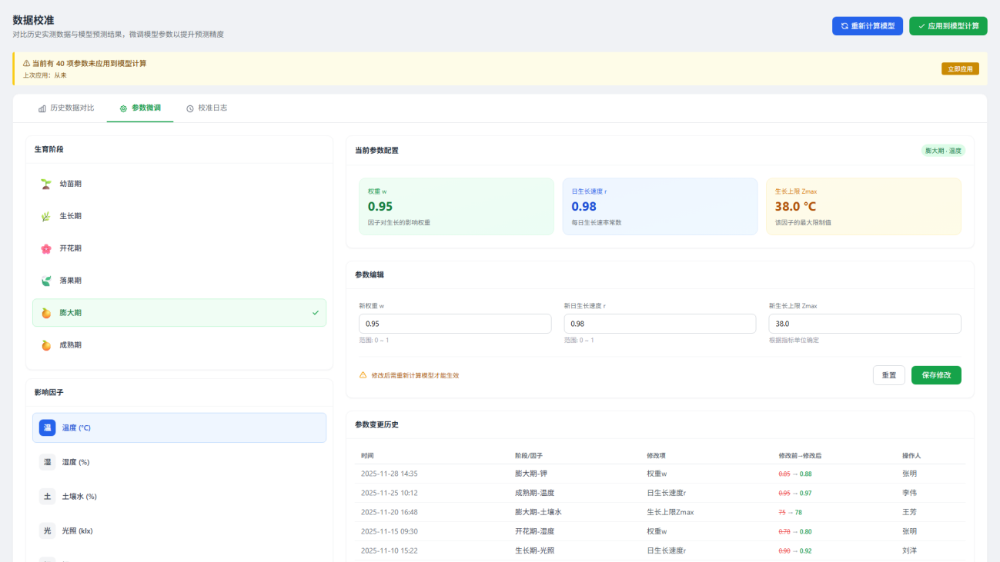 数据校准
对比历史实测数据与模型预测结果，微调模型参数以提升预测精度
重新计算模型
应用到模型计算
当前有 40 项参数未应用到模型计算
上次应用：从未
立即应用
历史数据对比 参数微调 校准日志
生育阶段
幼苗期
生长期
开花期
落果期
膨大期
成熟期
影响因子
温 温度 (°C)
湿 湿度 (%)
土 土壤水 (%)
光 光照 (klx)
当前参数配置
膨大期 · 温度
权重 w
0.95
因子对生长的影响权重
日生长速度 r
0.98
每日生长速率常数
生长上限 Zmax
38.0 °C
该因子的最大限制值
参数编辑
新权重 w
0.95
范围: 0 ~ 1
新日生长速度 r
0.98
范围: 0 ~ 1
新生长上限 Zmax
38.0
根据指标单位确定
修改后需重新计算模型才能生效
重置
保存修改
参数变更历史
时间 阶段/因子 修改项 修改前→修改后 操作人
2025-11-28 14:35 膨大期-钾 权重w 0.85 → 0.88 张明
2025-11-25 10:12 成熟期-温度 日生长速度r 0.95 → 0.97 李伟
2025-11-20 16:48 膨大期-土壤水 生长上限Zmax 75 → 78 王芳
2025-11-15 09:30 开花期-湿度 权重w 0.78 → 0.80 张明
2025-11-10 15:22 生长期-光照 日生长速度r 0.90 → 0.92 刘洋